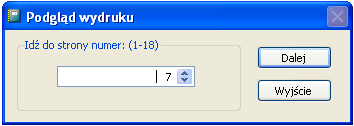 Podgląd wydruku
Idź do strony numer: (1-18)
7
Dalej
Wyjście